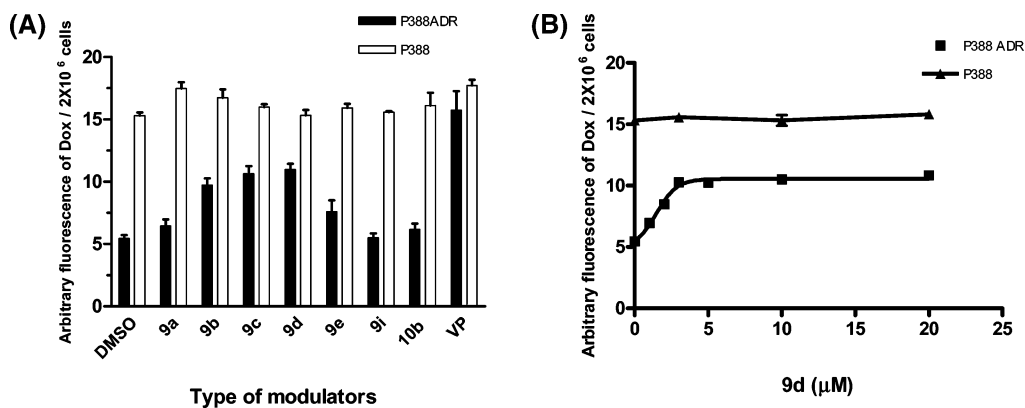 (A)
P388ADR
P388
Arbitrary fluorescence of Dox / 2X10^6 cells
20
15
10
5
0
DMSO 9a 9b 9c 9d 9e 9i 10b VP
Type of modulators
(B)
P388 ADR
P388
Arbitrary fluorescence of Dox / 2X10^6 cells
20
15
10
5
0
0 5 10 15 20 25
9d (µM)